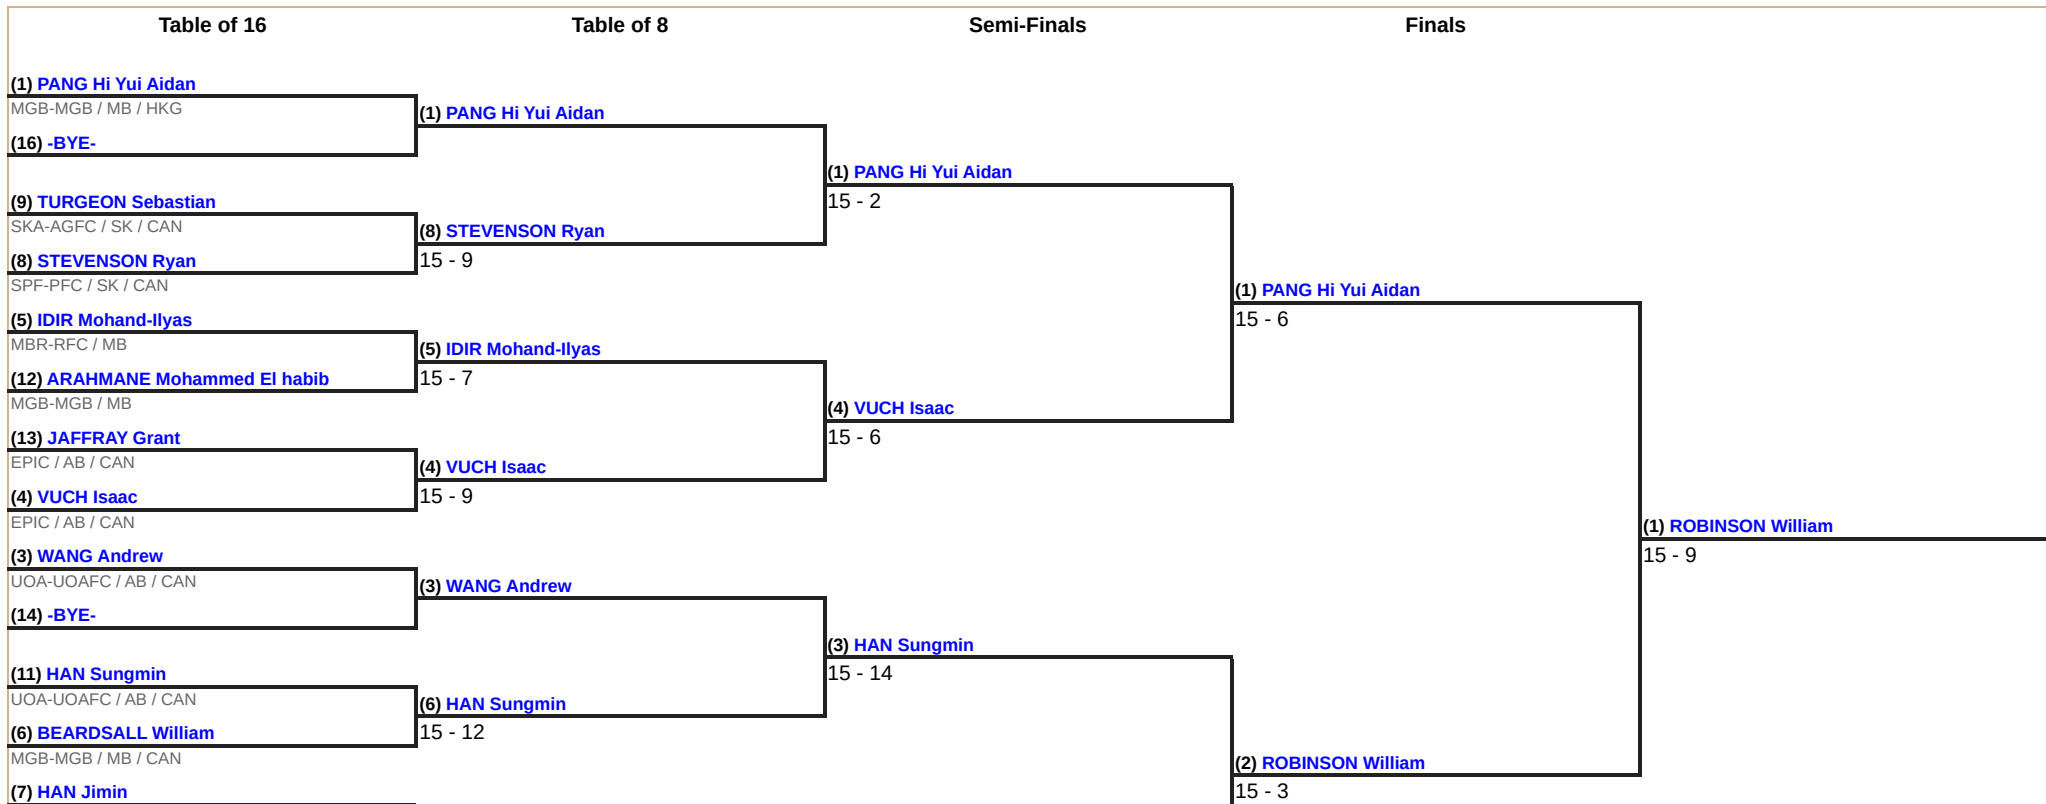 Table of 16 Table of 8 Semi-Finals Finals
(1) PANG Hi Yui Aidan
MGB-MGB / MB / HKG
(1) PANG Hi Yui Aidan
(16) -BYE-
(1) PANG Hi Yui Aidan
(9) TURGEON Sebastian
15 - 2
SKA-AGFC / SK / CAN
(8) STEVENSON Ryan
(8) STEVENSON Ryan
15 - 9
SPF-PFC / SK / CAN
(1) PANG Hi Yui Aidan
(5) IDIR Mohand-Ilyas
15 - 6
MBR-RFC / MB
(5) IDIR Mohand-Ilyas
(12) ARAHMANE Mohammed El habib
15 - 7
MGB-MGB / MB
(4) VUCH Isaac
(13) JAFFRAY Grant
15 - 6
EPIC / AB / CAN
(4) VUCH Isaac
(4) VUCH Isaac
15 - 9
EPIC / AB / CAN
(1) ROBINSON William
(3) WANG Andrew
15 - 9
UOA-UOAFC / AB / CAN
(3) WANG Andrew
(14) -BYE-
(3) HAN Sungmin
(11) HAN Sungmin
15 - 14
UOA-UOAFC / AB / CAN
(6) HAN Sungmin
(6) BEARDSALL William
15 - 12
MGB-MGB / MB / CAN
(2) ROBINSON William
(7) HAN Jimin
15 - 3